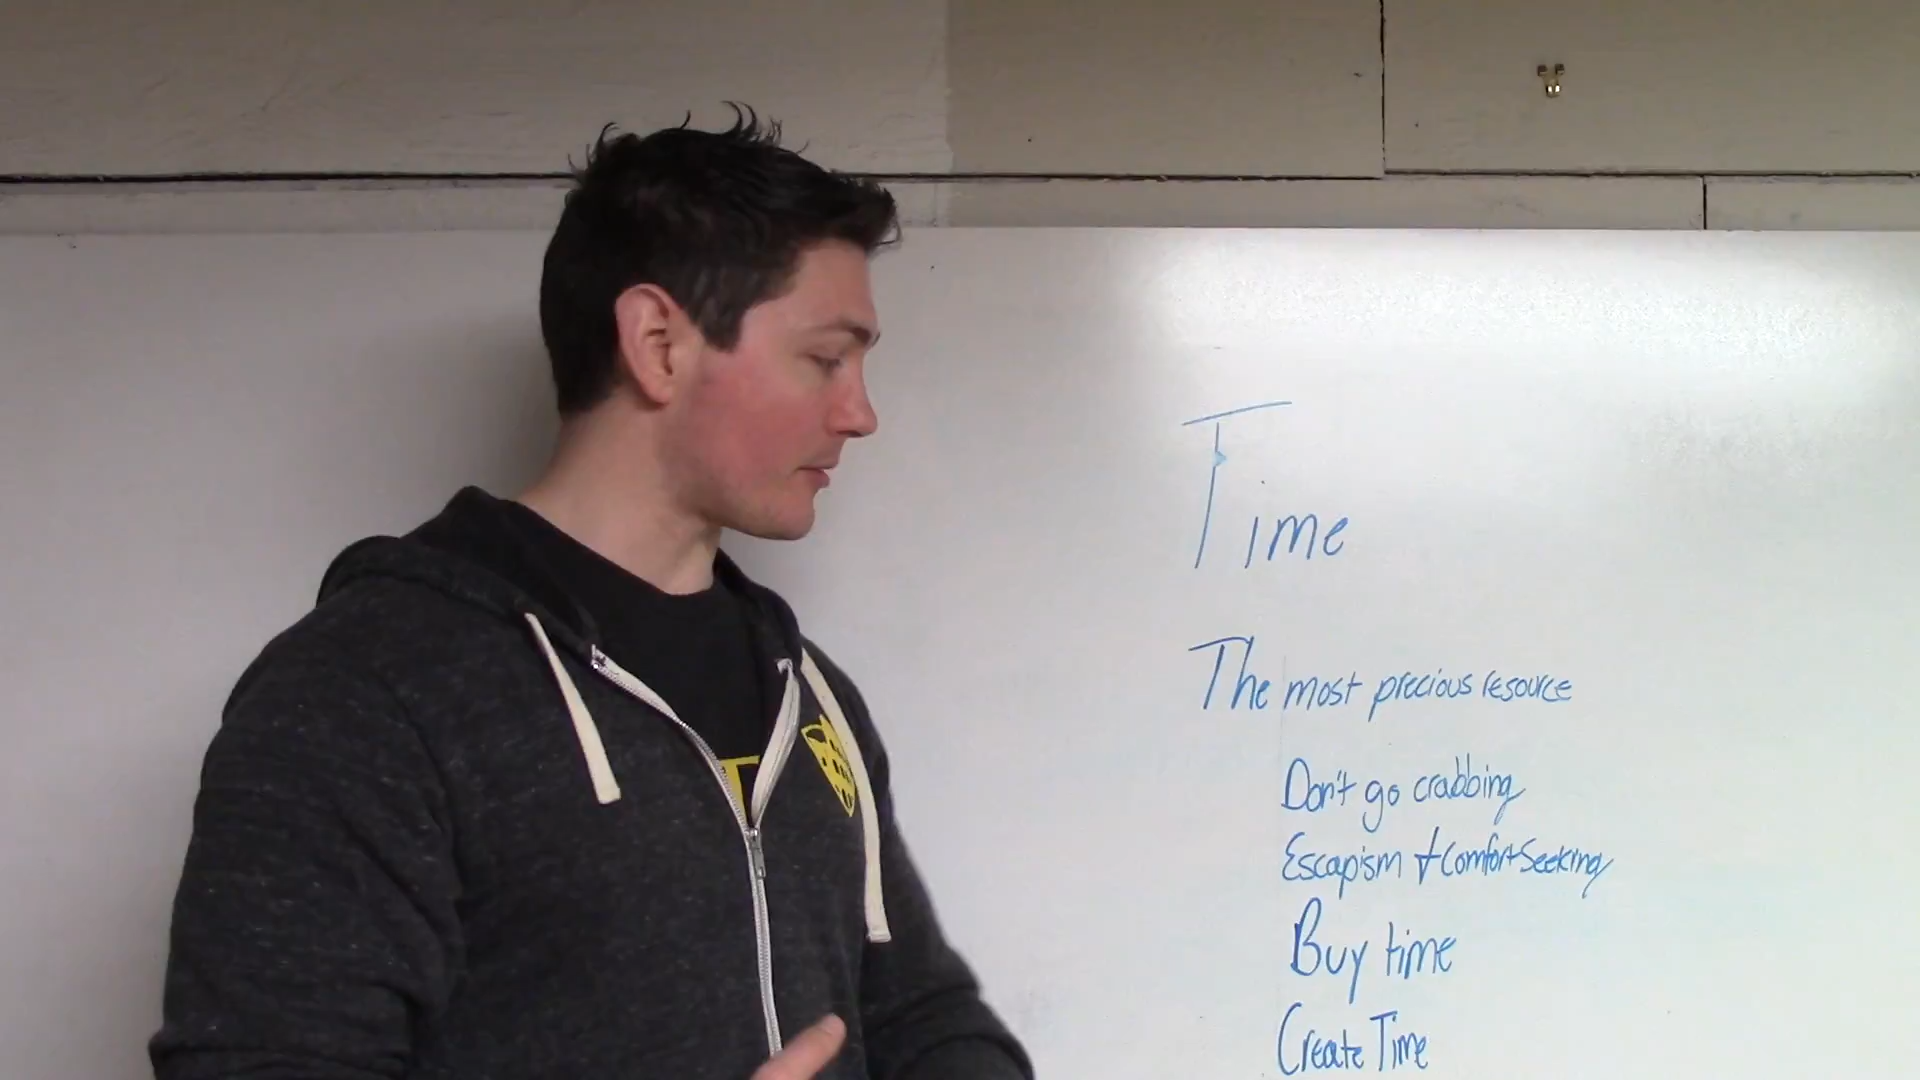 Time
The most precious resource
Don't go crabbing
Escapism + Comfort Seeking
Buy time
Create Time